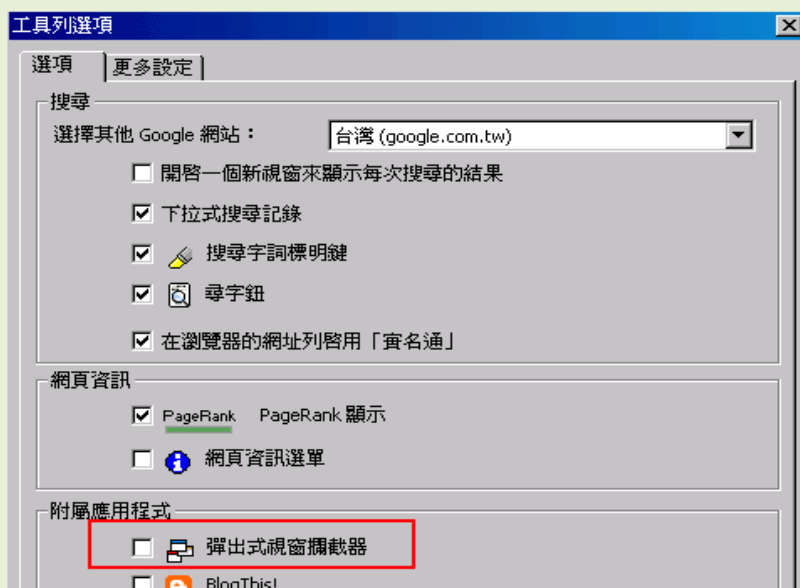 工具列選項
選項 更多設定
搜尋
選擇其他 Google 網站：
台灣 (google.com.tw)
開啓一個新視窗來顯示每次搜尋的結果
下拉式搜尋記錄
搜尋字詞標明鍵
尋字鈕
在瀏覽器的網址列啓用「實名通」
網頁資訊
PageRank PageRank 顯示
網頁資訊選單
附屬應用程式
彈出式視窗攔截器
BlogThis!